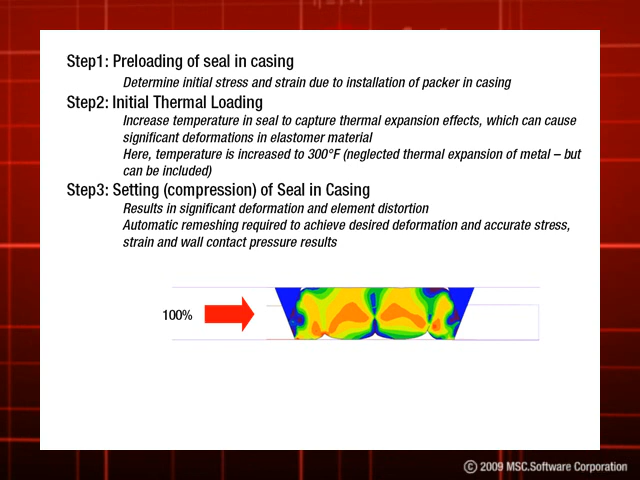 Step1: Preloading of seal in casing
Determine initial stress and strain due to installation of packer in casing
Step2: Initial Thermal Loading
Increase temperature in seal to capture thermal expansion effects, which can cause
significant deformations in elastomer material
Here, temperature is increased to 300°F (neglected thermal expansion of metal – but
can be included)
Step3: Setting (compression) of Seal in Casing
Results in significant deformation and element distortion
Automatic remeshing required to achieve desired deformation and accurate stress,
strain and wall contact pressure results
100%
© 2009 MSC.Software Corporation